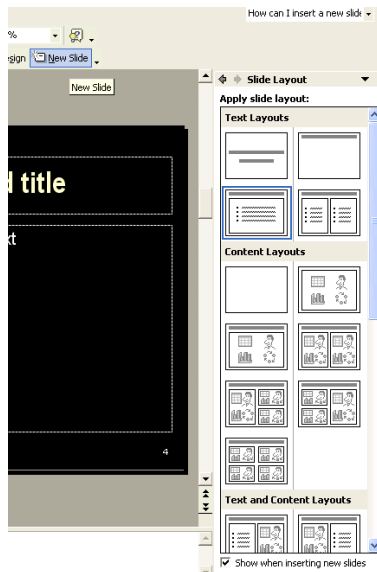 How can I insert a new slide
%
sign New Slide
New Slide
Slide Layout
Apply slide layout:
Text Layouts
d title
xt
Content Layouts
4
Text and Content Layouts
Show when inserting new slides